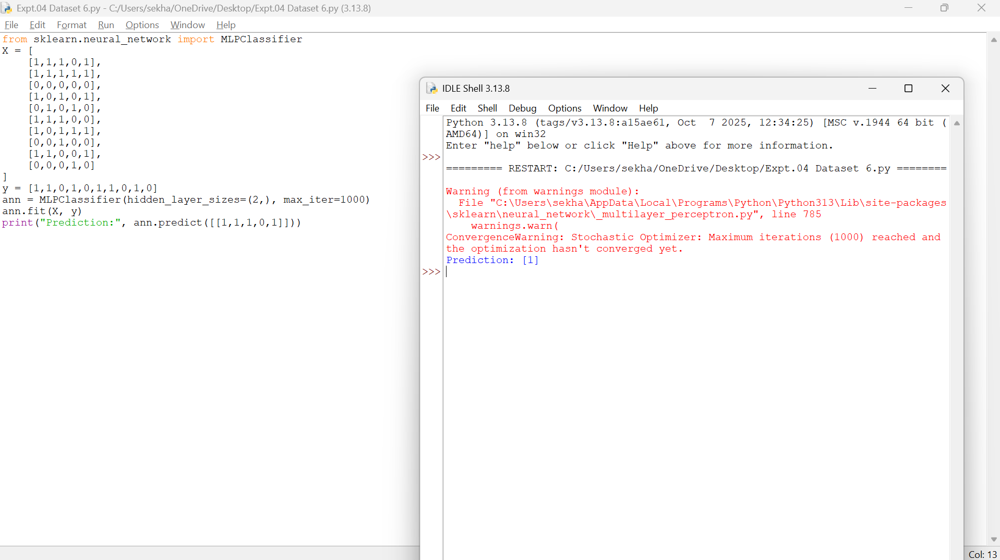 Expt.04 Dataset 6.py - C:/Users/sekha/OneDrive/Desktop/Expt.04 Dataset 6.py (3.13.8)
File Edit Format Run Options Window Help
from sklearn.neural_network import MLPClassifier
X = [
    [1,1,1,0,1],
    [1,1,1,1,1],
    [0,0,0,0,0],
    [1,0,1,0,1],
    [0,1,0,1,0],
    [1,1,1,0,0],
    [1,0,1,1,1],
    [0,0,1,0,0],
    [1,1,0,0,1],
    [0,0,0,1,0]
]
y = [1,1,0,1,0,1,1,0,1,0]
ann = MLPClassifier(hidden_layer_sizes=(2,), max_iter=1000)
ann.fit(X, y)
print("Prediction:", ann.predict([[1,1,1,0,1]]))
IDLE Shell 3.13.8
File Edit Shell Debug Options Window Help
Python 3.13.8 (tags/v3.13.8:a15ae61, Oct  7 2025, 12:34:25) [MSC v.1944 64 bit (
AMD64)] on win32
Enter "help" below or click "Help" above for more information.
>>>
========= RESTART: C:/Users/sekha/OneDrive/Desktop/Expt.04 Dataset 6.py ========
Warning (from warnings module):
  File "C:\Users\sekha\AppData\Local\Programs\Python\Python313\Lib\site-packages
\sklearn\neural_network\_multilayer_perceptron.py", line 785
    warnings.warn(
ConvergenceWarning: Stochastic Optimizer: Maximum iterations (1000) reached and
the optimization hasn't converged yet.
Prediction: [1]
>>>
Col: 13